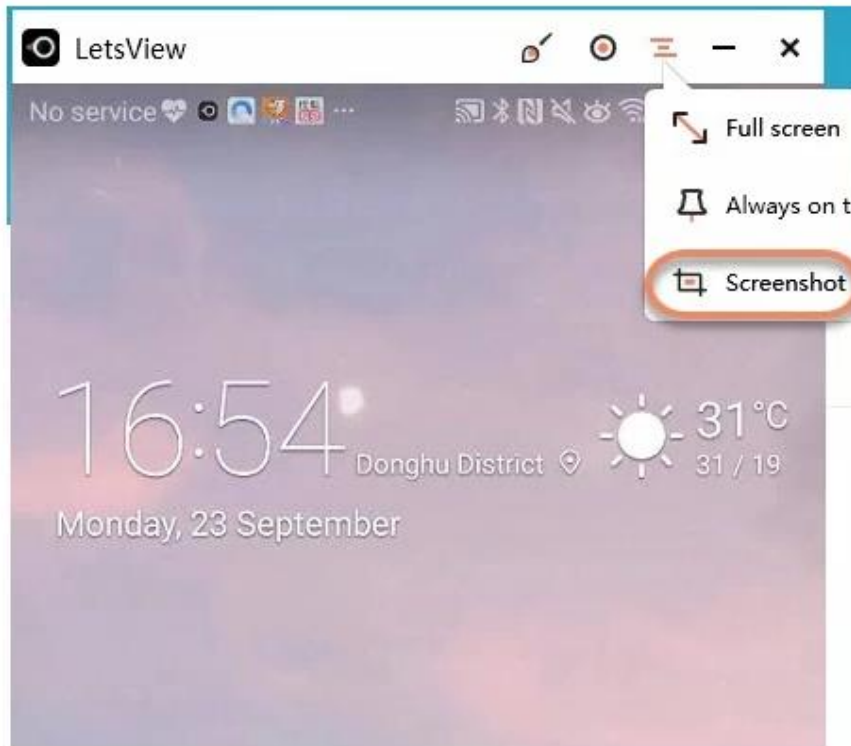 LetsView
No service
Full screen
Always on t
Screenshot
16:54
Donghu District
31°C
31 / 19
Monday, 23 September